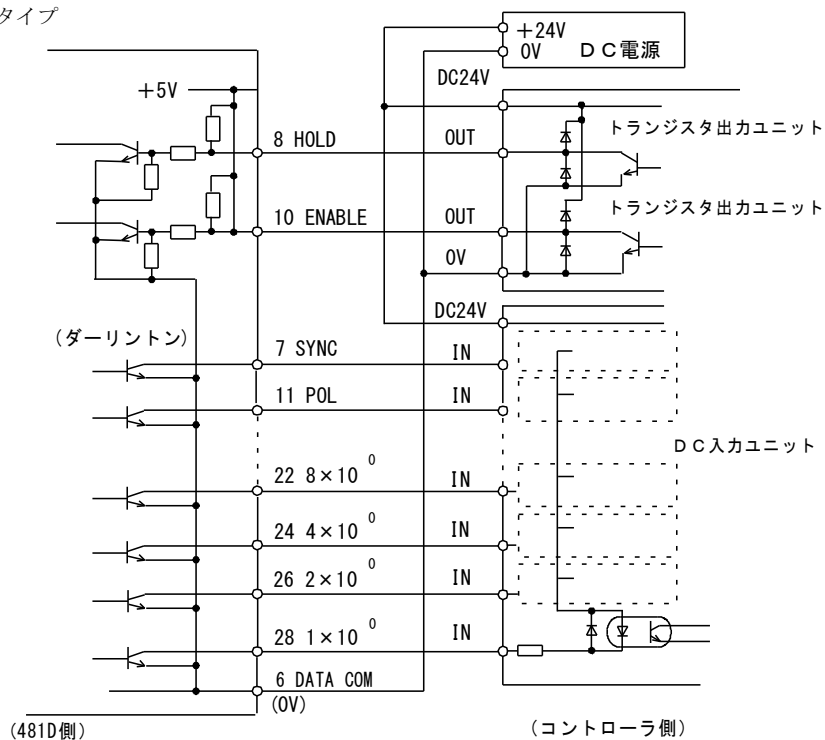 タイプ
+24V
0V DC電源
DC24V
+5V
トランジスタ出力ユニット
8 HOLD OUT
トランジスタ出力ユニット
10 ENABLE OUT
0V
DC24V
(ダーリントン)
7 SYNC IN
11 POL IN
DC入力ユニット
22 8×10⁰ IN
24 4×10⁰ IN
26 2×10⁰ IN
28 1×10⁰ IN
6 DATA COM
(0V)
(481D側) (コントローラ側)